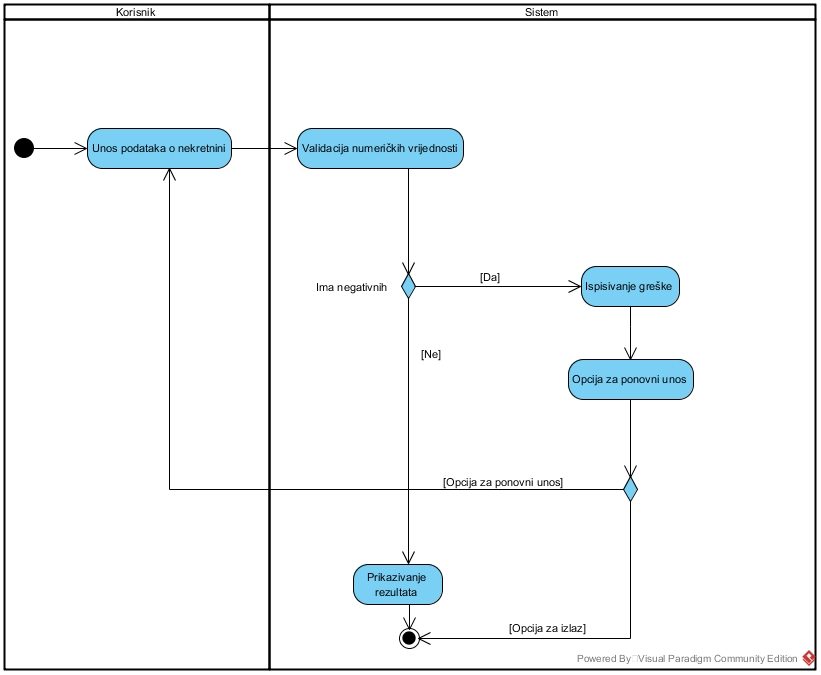 Korisnik
Sistem
Unos podataka o nekretnini
Validacija numeričkih vrijednosti
Ima negativnih
[Da]
Ispisivanje greške
[Ne]
Opcija za ponovni unos
[Opcija za ponovni unos]
Prikazivanje
rezultata
[Opcija za izlaz]
Powered By Visual Paradigm Community Edition